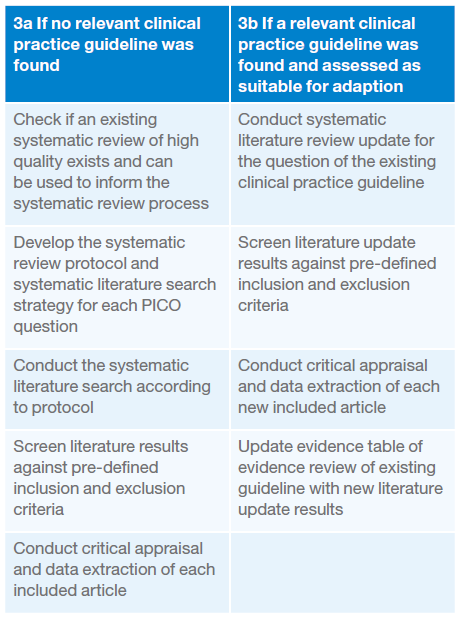 3a If no relevant clinical
practice guideline was
found
3b If a relevant clinical
practice guideline was
found and assessed as
suitable for adaption
Check if an existing
systematic review of high
quality exists and can
be used to inform the
systematic review process
Conduct systematic
literature review update for
the question of the existing
clinical practice guideline
Develop the systematic
review protocol and
systematic literature search
strategy for each PICO
question
Screen literature update
results against pre-defined
inclusion and exclusion
criteria
Conduct the systematic
literature search according
to protocol
Conduct critical appraisal
and data extraction of each
new included article
Screen literature results
against pre-defined
inclusion and exclusion
criteria
Update evidence table of
evidence review of existing
guideline with new literature
update results
Conduct critical appraisal
and data extraction of each
included article